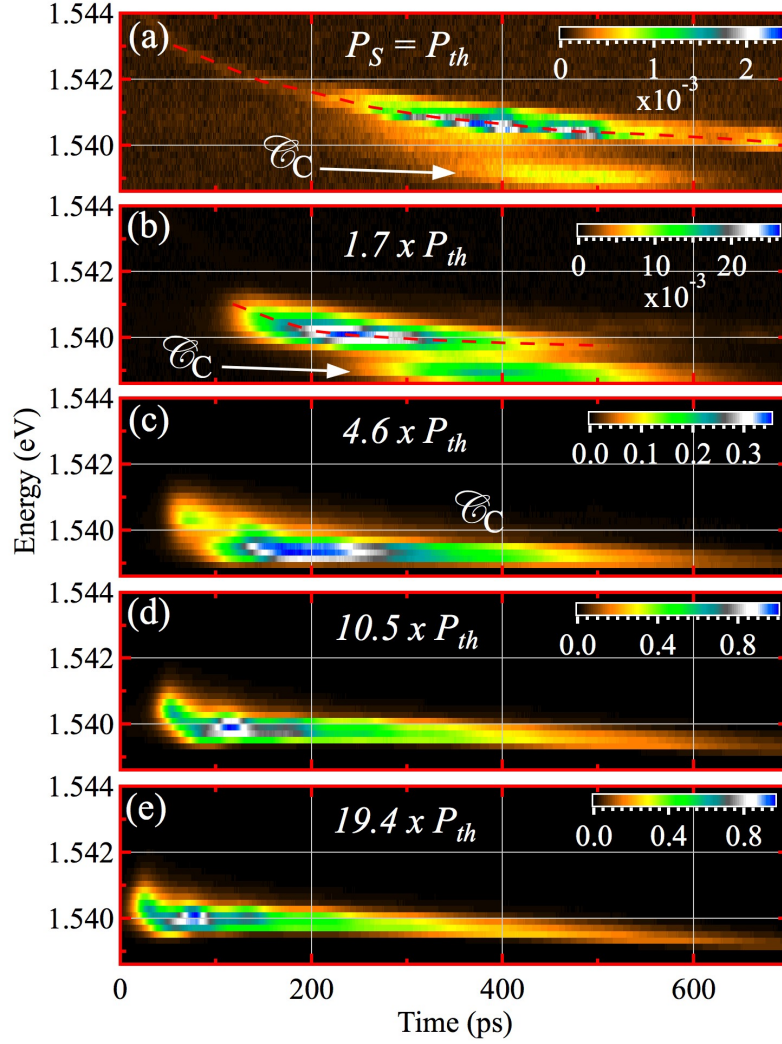 (a)
P_S = P_th
0 1 2
x10^-3
𝒞_C
1.544
1.542
1.540
(b)
1.7 x P_th
0 10 20
x10^-3
𝒞_C
1.544
1.542
1.540
(c)
4.6 x P_th
0.0 0.1 0.2 0.3
𝒞_C
1.544
1.542
1.540
(d)
10.5 x P_th
0.0 0.4 0.8
1.544
1.542
1.540
(e)
19.4 x P_th
0.0 0.4 0.8
1.544
1.542
1.540
Energy (eV)
0 200 400 600
Time (ps)